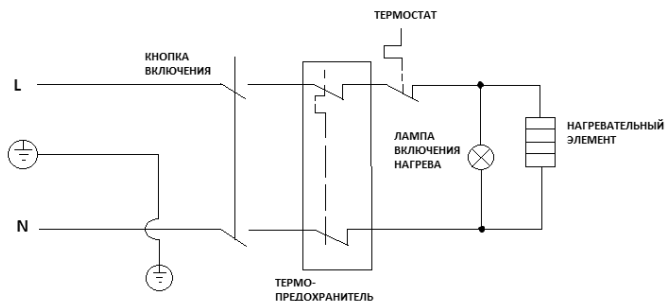 ТЕРМОСТАТ
КНОПКА
ВКЛЮЧЕНИЯ
L
ЛАМПА
ВКЛЮЧЕНИЯ
НАГРЕВА
НАГРЕВАТЕЛЬНЫЙ
ЭЛЕМЕНТ
N
ТЕРМО-
ПРЕДОХРАНИТЕЛЬ